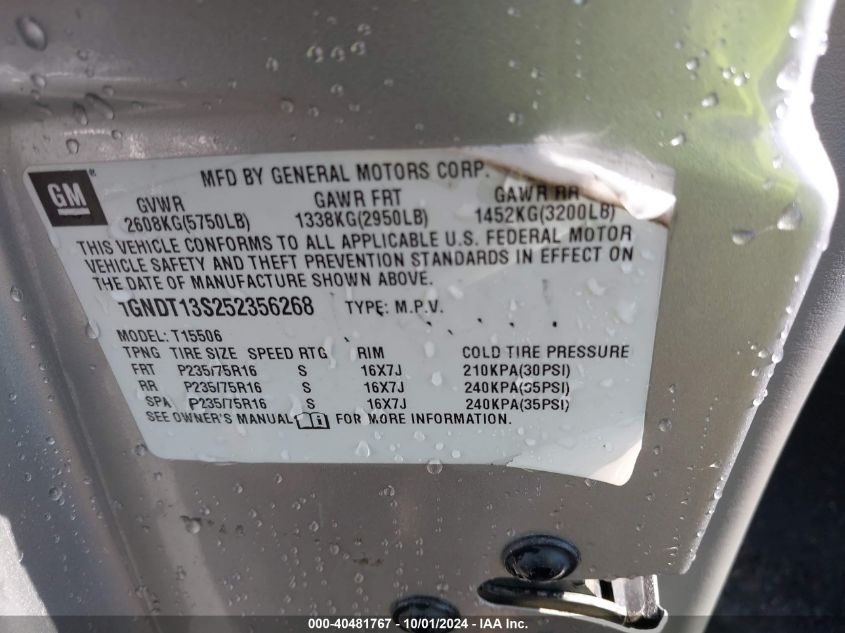 MFD BY GENERAL MOTORS CORP.
GM
GVWR GAWR FRT GAWR RR
2608KG(5750LB) 1338KG(2950LB) 1452KG(3200LB)
THIS VEHICLE CONFORMS TO ALL APPLICABLE U.S. FEDERAL MOTOR
VEHICLE SAFETY AND THEFT PREVENTION STANDARDS IN EFFECT ON
THE DATE OF MANUFACTURE SHOWN ABOVE.
1GNDT13S252356268 TYPE: M.P.V.
MODEL: T15506
TPNG TIRE SIZE SPEED RTG RIM COLD TIRE PRESSURE
FRT P235/75R16 S 16X7J 210KPA(30PSI)
RR P235/75R16 S 16X7J 240KPA(35PSI)
SPA P235/75R16 S 16X7J 240KPA(35PSI)
SEE OWNER'S MANUAL FOR MORE INFORMATION.
000-40481767 - 10/01/2024 - IAA Inc.